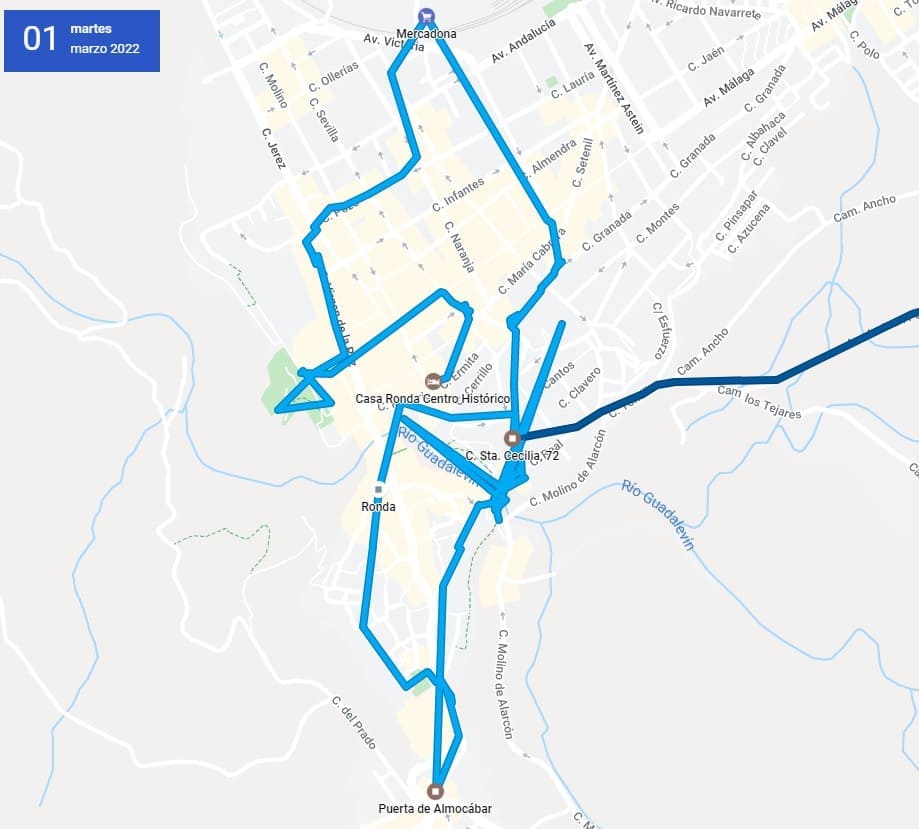 01 martes
marzo 2022
Av. Ricardo Navarrete
Mercadona
Av. Victoria
Av. Andalucía
Av. Málaga
C. Polo
C. Ollerías
C. Molino
C. Sevilla
C. Jerez
C. Lauría
Av. Martínez Astein
C. Jaén
Av. Málaga
C. Granada
C. Albahaca
C. Clavel
C. Almendra
C. Setenil
C. Granada
C. Infantes
C. Naranja
C. Granada
C. Montes
C. Pinsapar
C. Azucena
Cam. Ancho
C. María Cabrera
C/ Esfuerzo
Cam. Ancho
C. Ermita
Cerrillo
Cantos
C. Clavero
Casa Ronda Centro Histórico
Cam los Tejares
Río Guadalevín
C. Sta. Cecilia, 72
C. Molino de Alarcón
Río Guadalevín
Ronda
C. Molino de Alarcón
C. del Prado
Puerta de Almocábar